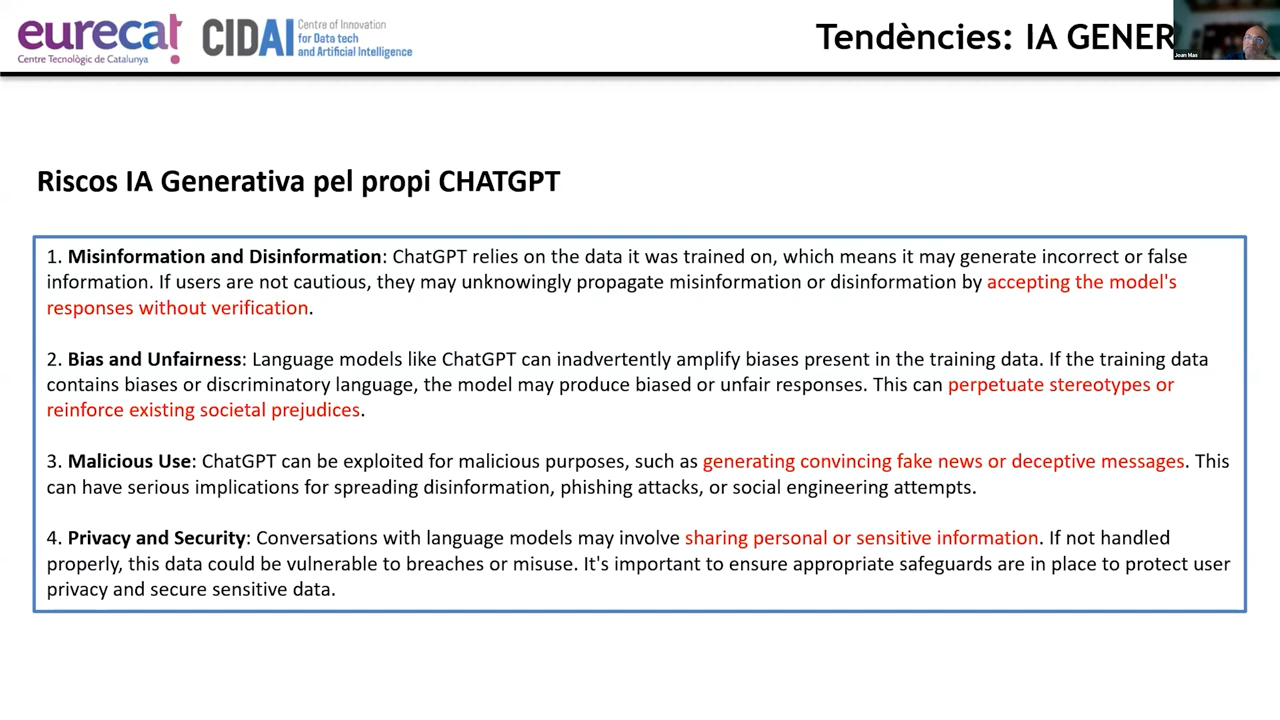 eurecat
Centre Tecnològic de Catalunya
CIDAI
Centre of Innovation
for Data tech
and Artificial Intelligence
Tendències: IA GENER
Joan Mas
Riscos IA Generativa pel propi CHATGPT
1. Misinformation and Disinformation: ChatGPT relies on the data it was trained on, which means it may generate incorrect or false
information. If users are not cautious, they may unknowingly propagate misinformation or disinformation by accepting the model's
responses without verification.
2. Bias and Unfairness: Language models like ChatGPT can inadvertently amplify biases present in the training data. If the training data
contains biases or discriminatory language, the model may produce biased or unfair responses. This can perpetuate stereotypes or
reinforce existing societal prejudices.
3. Malicious Use: ChatGPT can be exploited for malicious purposes, such as generating convincing fake news or deceptive messages. This
can have serious implications for spreading disinformation, phishing attacks, or social engineering attempts.
4. Privacy and Security: Conversations with language models may involve sharing personal or sensitive information. If not handled
properly, this data could be vulnerable to breaches or misuse. It's important to ensure appropriate safeguards are in place to protect user
privacy and secure sensitive data.